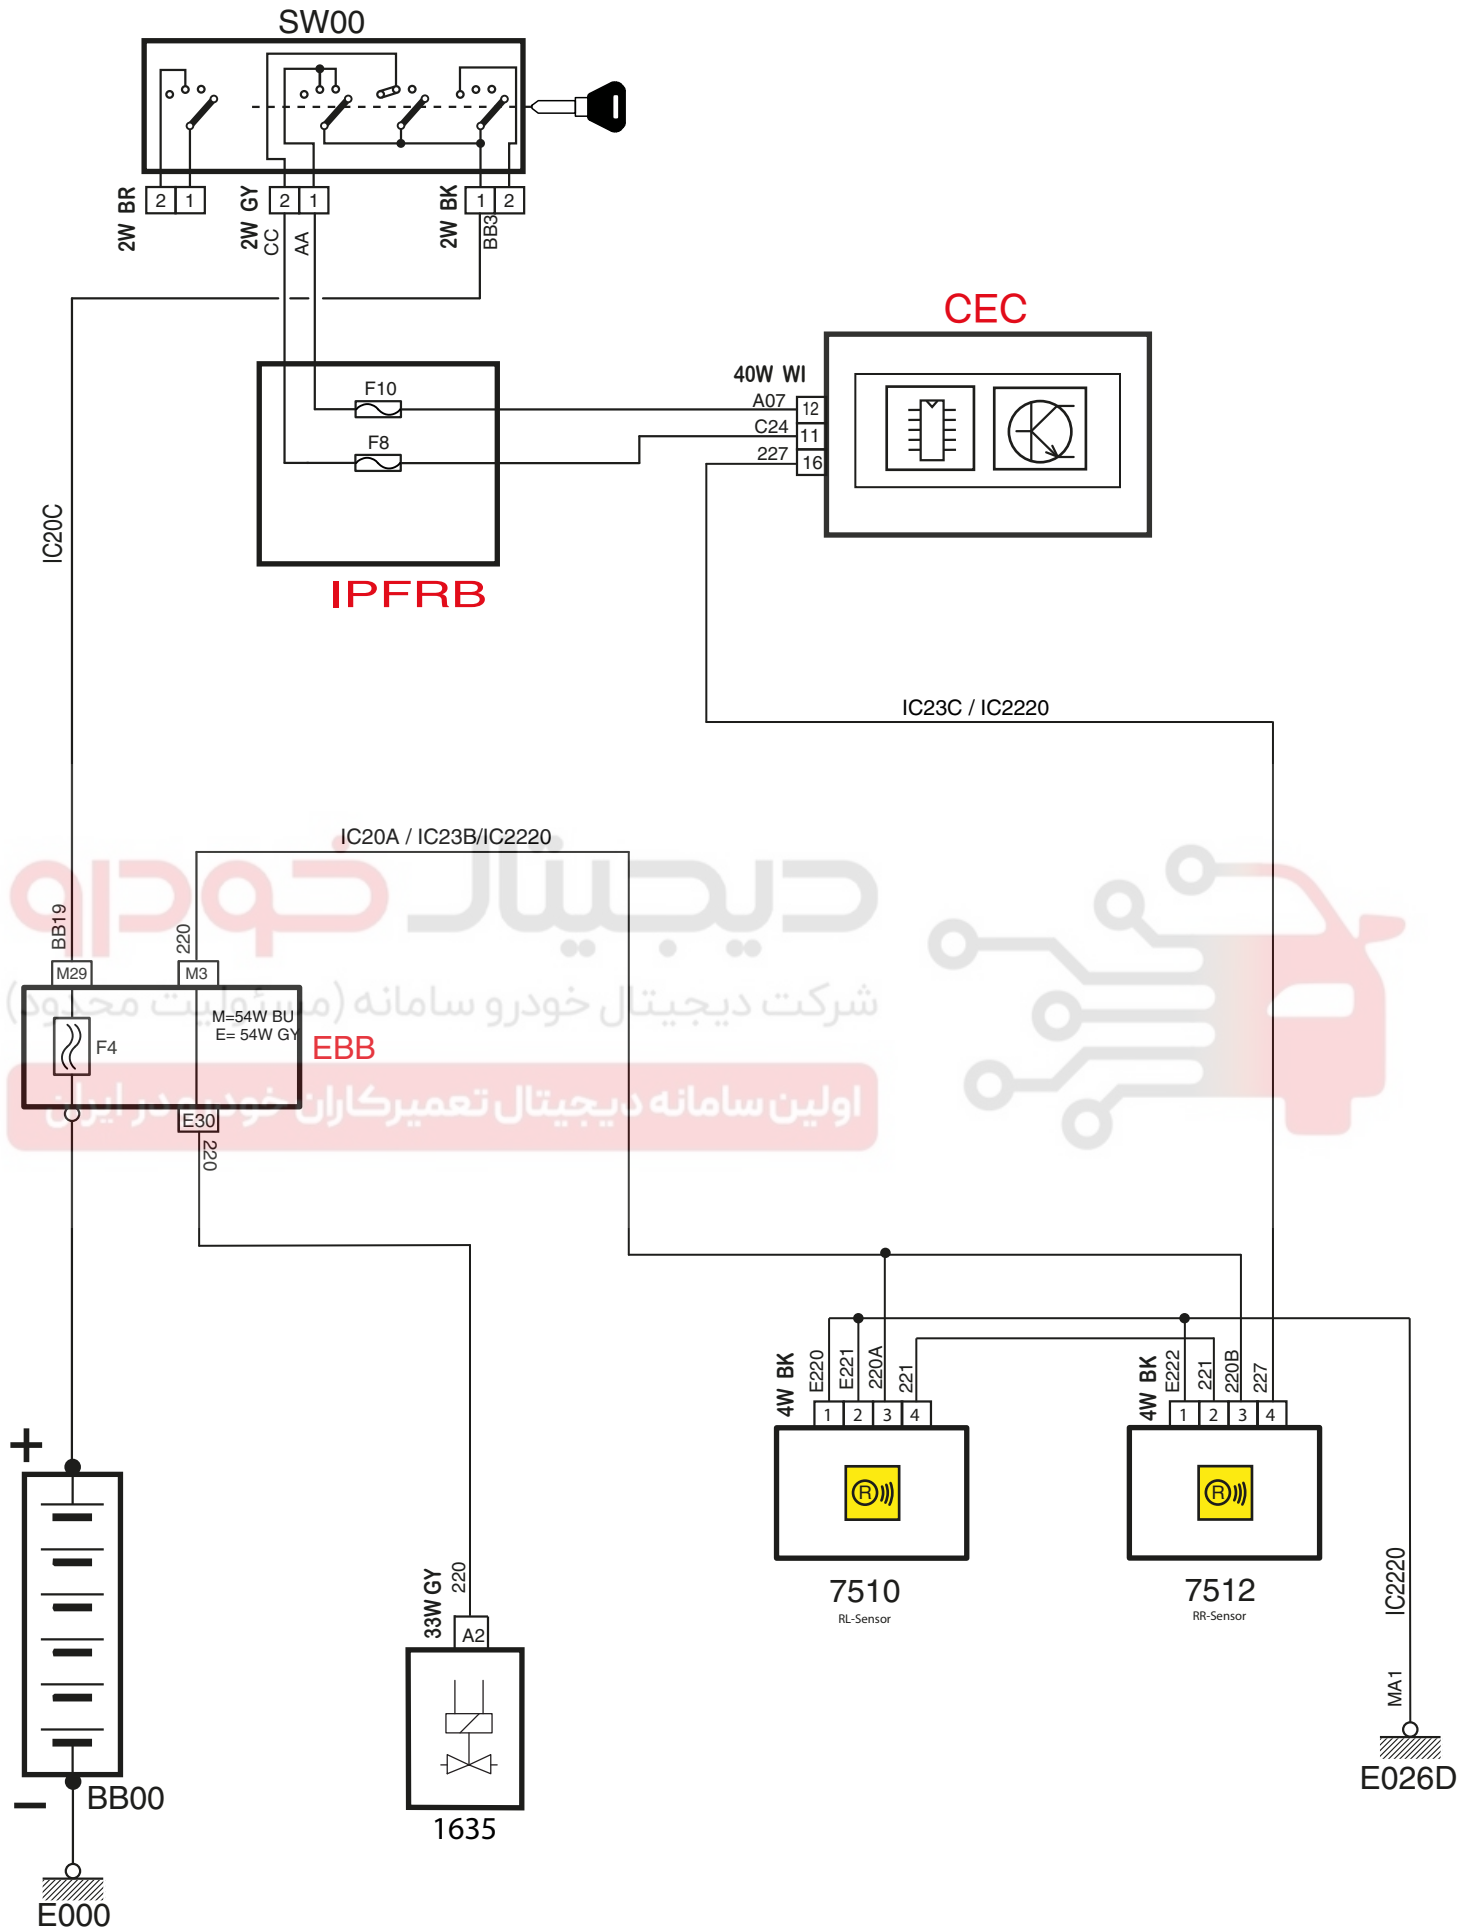 SW00
2W BR
2 1
2W GY
2 1
CC
AA
2W BK
1 2
BB3
CEC
40W WI
A07
12
C24
11
227
16
F10
F8
IPFRB
IC20C
IC23C / IC2220
IC20A / IC23B/IC2220
دیجیتال خودرو
شرکت دیجیتال خودرو سامانه (مسئولیت محدود)
اولین سامانه دیجیتال تعمیرکاران خودرو در ایران
BB19
220
M29
M3
M=54W BU
E= 54W GY
F4
EBB
E30
220
4W BK
E220
E221
220A
221
1 2 3 4
R
7510
RL-Sensor
4W BK
E222
221
220B
227
1 2 3 4
R
7512
RR-Sensor
IC2220
MA1
E026D
+
−
BB00
E000
33W GY
220
A2
1635